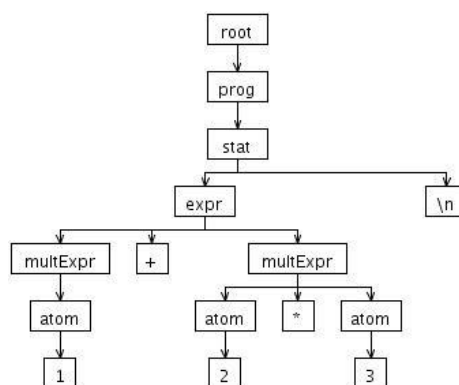 root
prog
stat
expr \n
multExpr + multExpr
atom atom * atom
1 2 3